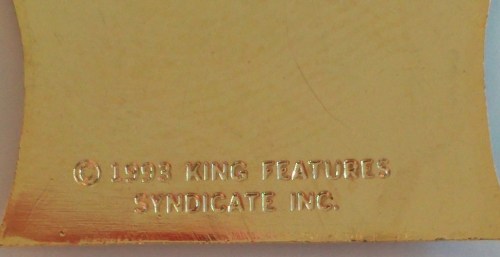 © 1993 KING FEATURES
SYNDICATE INC.